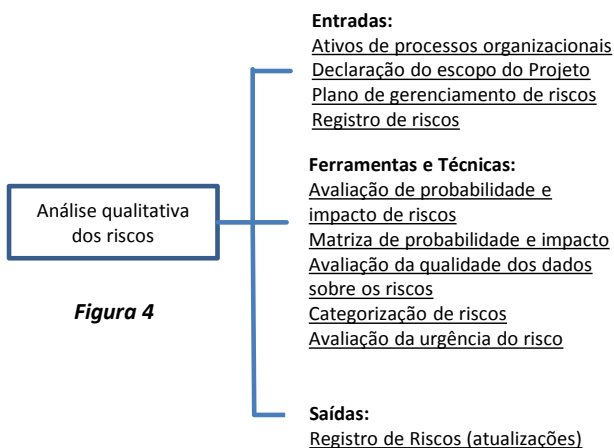 Entradas:
Ativos de processos organizacionais
Declaração do escopo do Projeto
Plano de gerenciamento de riscos
Registro de riscos
Ferramentas e Técnicas:
Avaliação de probabilidade e
impacto de riscos
Matriza de probabilidade e impacto
Avaliação da qualidade dos dados
sobre os riscos
Categorização de riscos
Avaliação da urgência do risco
Análise qualitativa
dos riscos
Figura 4
Saídas:
Registro de Riscos (atualizações)